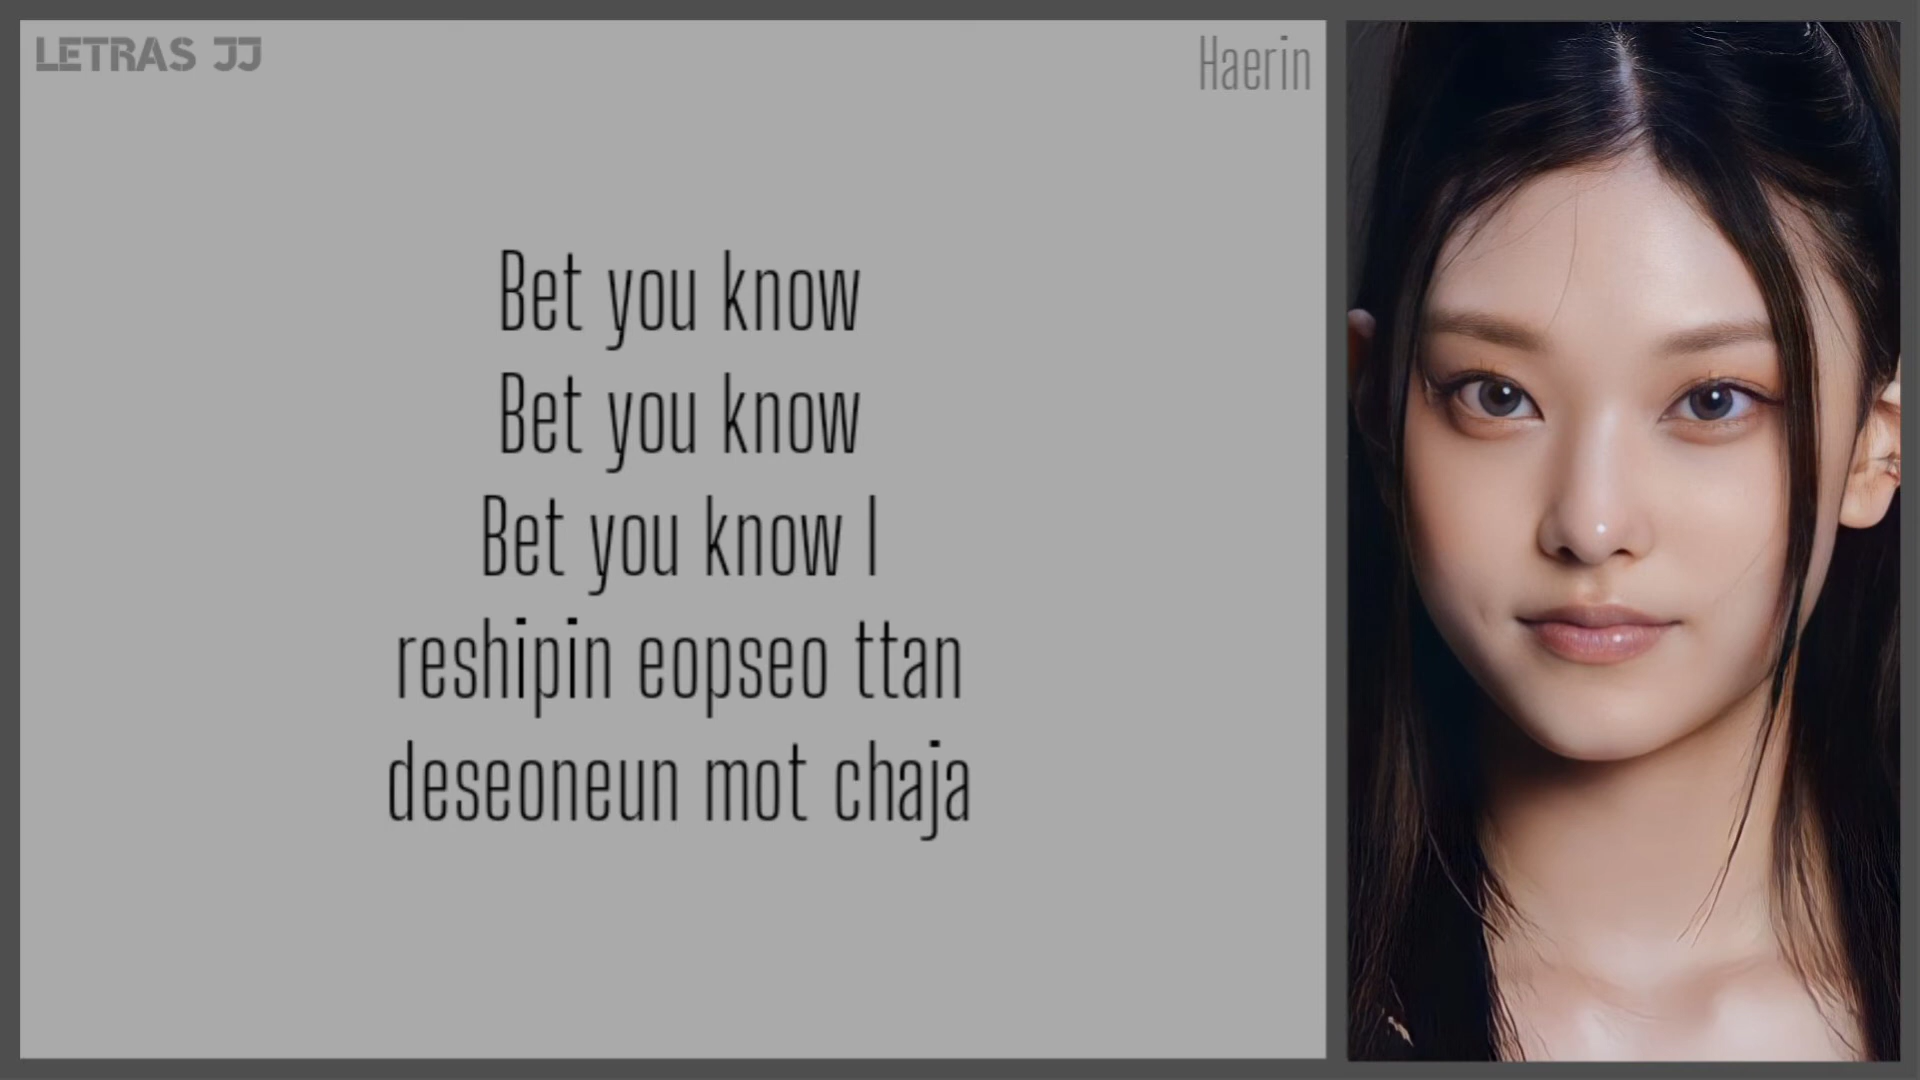 LETRAS JJ
Haerin
Bet you know
Bet you know
Bet you know I
reshipin eopseo ttan
deseoneun mot chaja